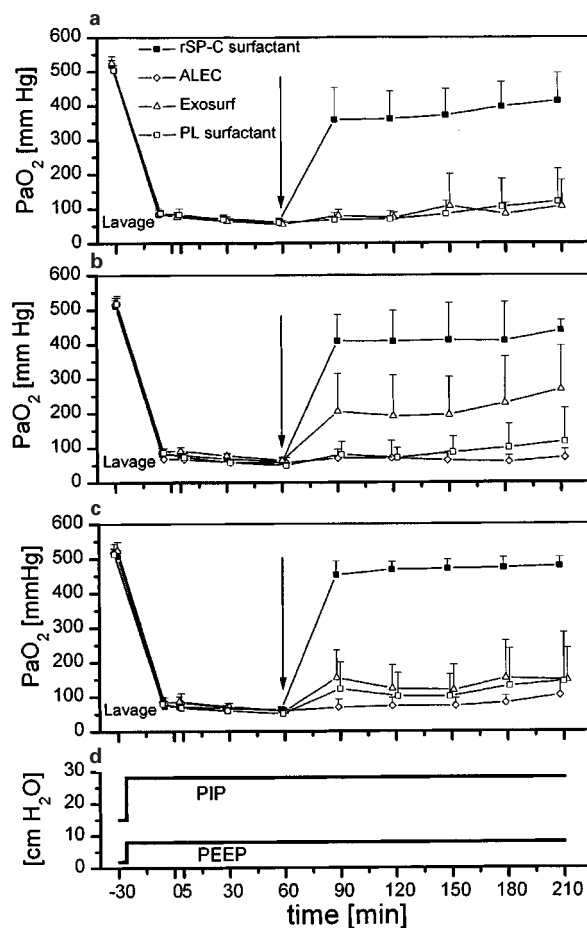 a
600
500
400
300
200
100
0
PaO2 [mm Hg]
rSP-C surfactant
ALEC
Exosurf
PL surfactant
Lavage
b
600
500
400
300
200
100
0
PaO2 [mm Hg]
Lavage
c
600
500
400
300
200
100
0
PaO2 [mmHg]
Lavage
d
30
20
10
0
[cm H2O]
PIP
PEEP
-30 0 5 30 60 90 120 150 180 210
time [min]